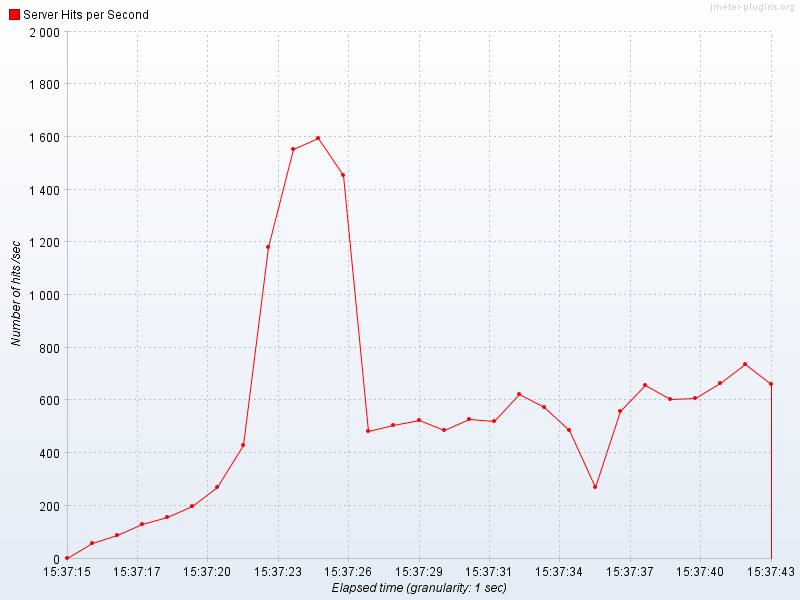 Server Hits per Second
jmeter-plugins.org
2 000
1 800
1 600
1 400
1 200
1 000
800
600
400
200
0
Number of hits /sec
15:37:15 15:37:17 15:37:20 15:37:23 15:37:26 15:37:29 15:37:31 15:37:34 15:37:37 15:37:40 15:37:43
Elapsed time (granularity: 1 sec)